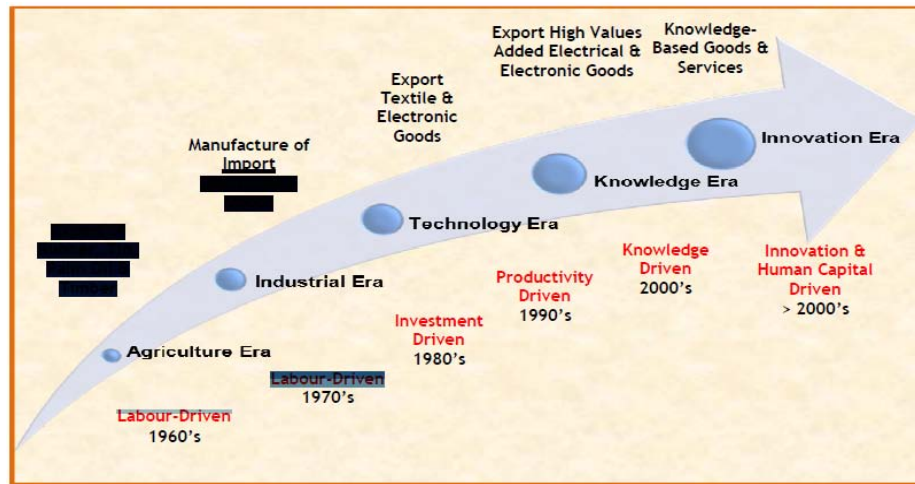 Export High Values
Added Electrical &
Electronic Goods
Knowledge-
Based Goods &
Services
Export
Textile &
Electronic
Goods
Manufacture of
Import
Innovation Era
Knowledge Era
Technology Era
Industrial Era
Agriculture Era
Labour-Driven
1960's
Labour-Driven
1970's
Investment
Driven
1980's
Productivity
Driven
1990's
Knowledge
Driven
2000's
Innovation &
Human Capital
Driven
> 2000's